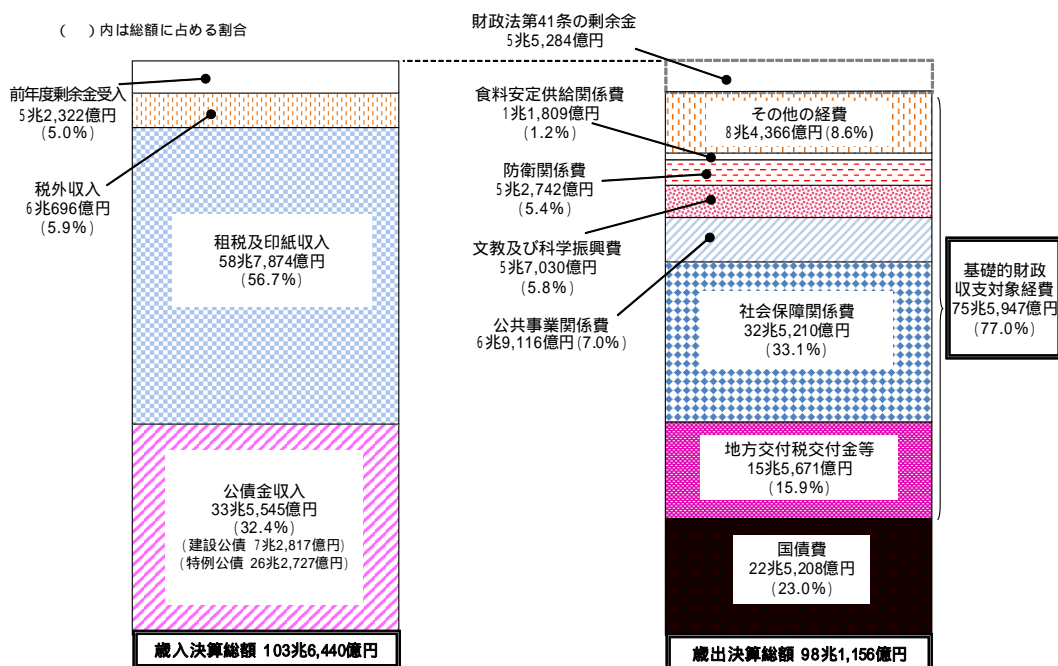 ( )内は総額に占める割合
前年度剰余金受入
5兆2,322億円
(5.0%)
税外収入
6兆696億円
(5.9%)
租税及印紙収入
58兆7,874億円
(56.7%)
公債金収入
33兆5,545億円
(32.4%)
(建設公債 7兆2,817億円)
(特例公債 26兆2,727億円)
歳入決算総額 103兆6,440億円
財政法第41条の剰余金
5兆5,284億円
食料安定供給関係費
1兆1,809億円
(1.2%)
防衛関係費
5兆2,742億円
(5.4%)
文教及び科学振興費
5兆7,030億円
(5.8%)
公共事業関係費
6兆9,116億円(7.0%)
その他の経費
8兆4,366億円(8.6%)
社会保障関係費
32兆5,210億円
(33.1%)
地方交付税交付金等
15兆5,671億円
(15.9%)
国債費
22兆5,208億円
(23.0%)
歳出決算総額 98兆1,156億円
基礎的財政
収支対象経費
75兆5,947億円
(77.0%)